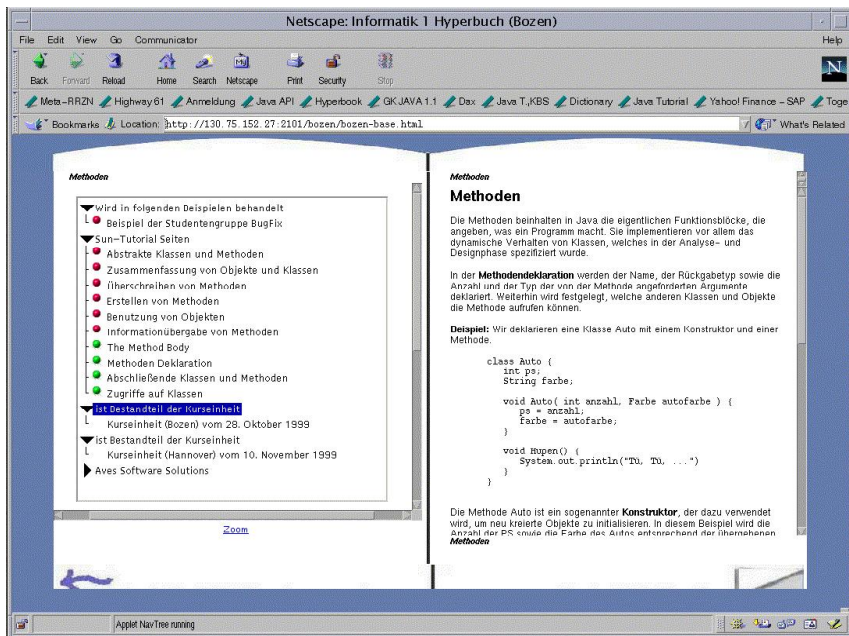 Netscape: Informatik 1 Hyperbuch (Bozen)
File Edit View Go Communicator Help
Back Forward Reload Home Search Netscape Print Security Stop
Meta-RRZN Highway61 Anmeldung Java API Hyperbook GK JAVA 1.1 Dax Java T.,KBS Dictionary Java Tutorial Yahoo! Finance - SAP Toge
Bookmarks Location: http://130.75.152.27:2101/bozen/bozen-base.html What's Related
Methoden
Wird in folgenden Beispielen behandelt
Beispiel der Studentengruppe BugFix
Sun-Tutorial Seiten
Abstrakte Klassen und Methoden
Zusammenfassung von Objekte und Klassen
Überschreiben von Methoden
Erstellen von Methoden
Benutzung von Objekten
Informationübergabe von Methoden
The Method Body
Methoden Deklaration
Abschließende Klassen und Methoden
Zugriffe auf Klassen
ist Bestandteil der Kurseinheit
Kurseinheit (Bozen) vom 28. Oktober 1999
ist Bestandteil der Kurseinheit
Kurseinheit (Hannover) vom 10. November 1999
Aves Software Solutions
Zoom
Methoden
Methoden
Die Methoden beinhalten in Java die eigentlichen Funktionsblöcke, die
angeben, was ein Programm macht. Sie implementieren vor allem das
dynamische Verhalten von Klassen, welches in der Analyse- und
Designphase spezifiziert wurde.
In der Methodendeklaration werden der Name, der Rückgabetyp sowie die
Anzahl und der Typ der von der Methode angeforderten Argumente
deklariert. Weiterhin wird festgelegt, welche anderen Klassen und Objekte
die Methode aufrufen können.
Beispiel: Wir deklarieren eine Klasse Auto mit einem Konstruktor und einer
Methode.
class Auto {
int ps;
String farbe;
void Auto( int anzahl, Farbe autofarbe ) {
ps = anzahl;
farbe = autofarbe;
}
void Hupen() {
System.out.println("Tü, Tü, ...")
}
}
Die Methode Auto ist ein sogenannter Konstruktor, der dazu verwendet
wird, um neu kreierte Objekte zu initialisieren. In diesem Beispiel wird die
Anzahl der PS sowie die Farbe des Autos entsprechend der übergebenen
Methoden
Applet NavTree running